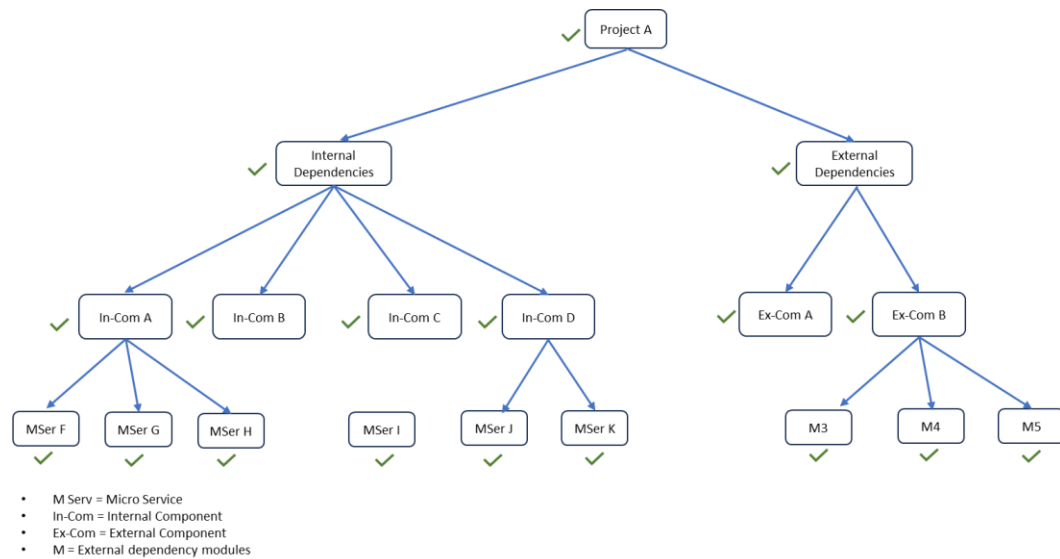 Project A
Internal
Dependencies
External
Dependencies
In-Com A
In-Com B
In-Com C
In-Com D
Ex-Com A
Ex-Com B
MSer F
MSer G
MSer H
MSer I
MSer J
MSer K
M3
M4
M5
• M Serv = Micro Service
• In-Com = Internal Component
• Ex-Com = External Component
• M = External dependency modules